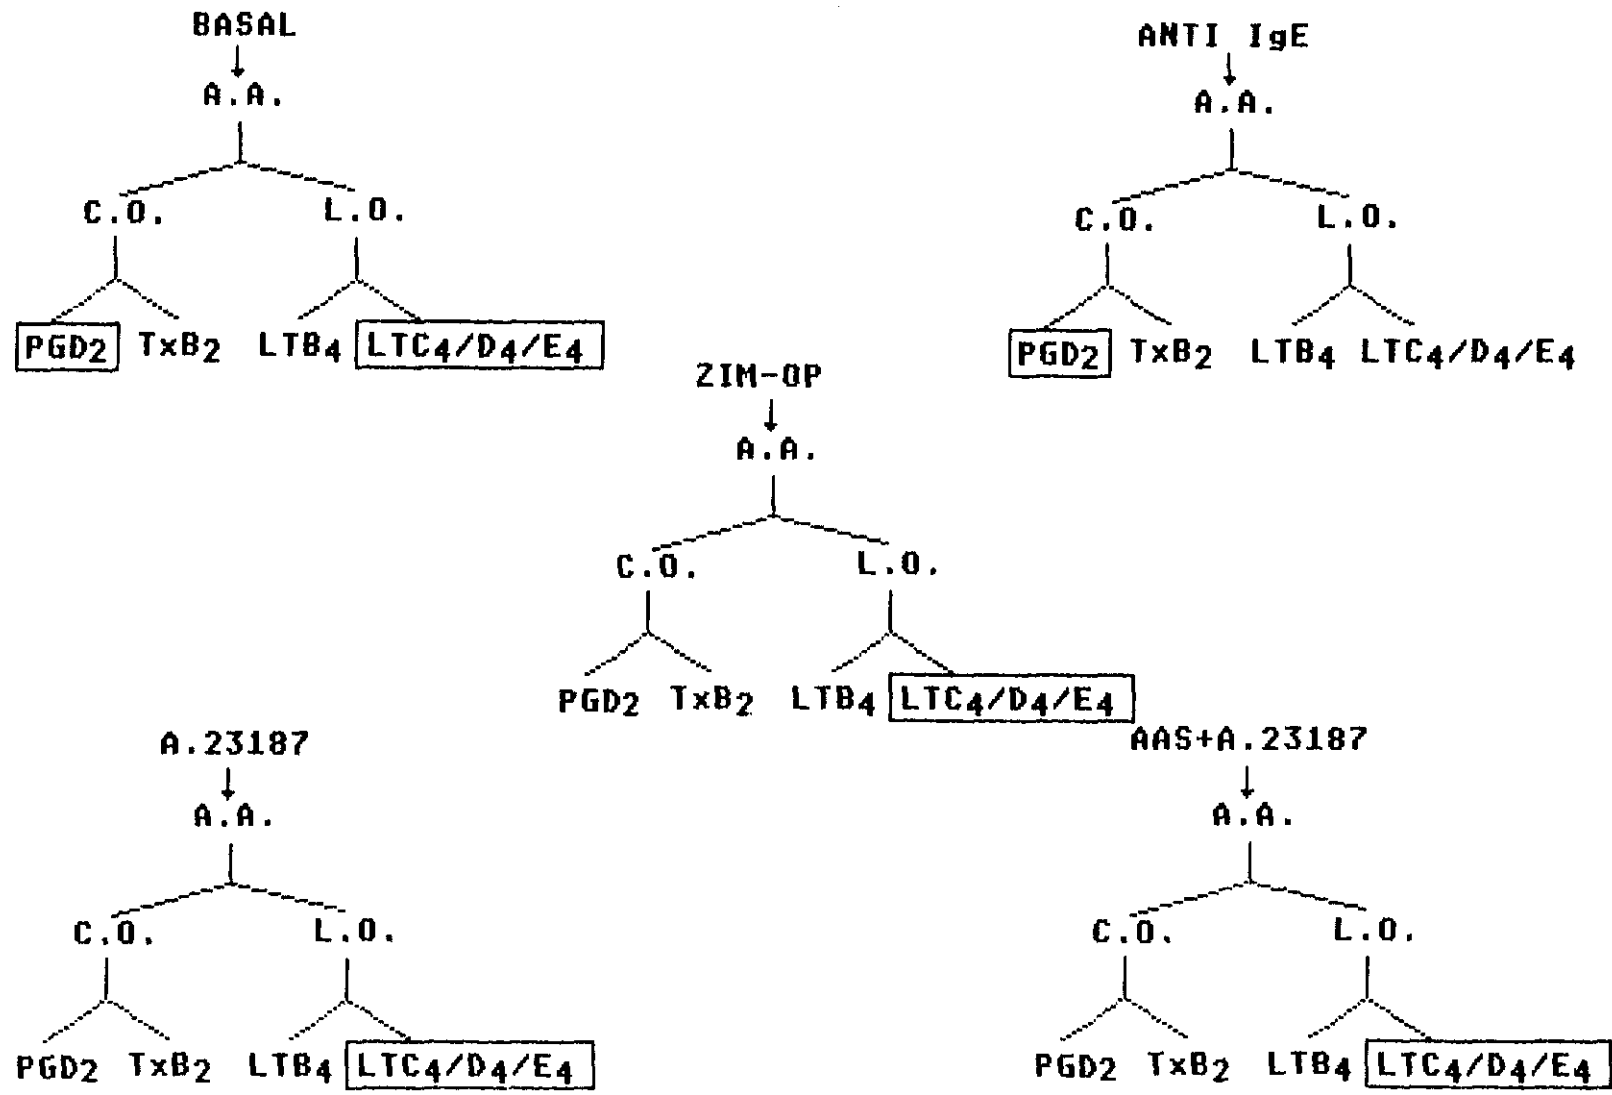 BASAL
A.A.
C.O. L.O.
PGD2 TxB2 LTB4 LTC4/D4/E4
ANTI IgE
A.A.
C.O. L.O.
PGD2 TxB2 LTB4 LTC4/D4/E4
ZIM-OP
A.A.
C.O. L.O.
PGD2 TxB2 LTB4 LTC4/D4/E4
A.23187
A.A.
C.O. L.O.
PGD2 TxB2 LTB4 LTC4/D4/E4
AAS+A.23187
A.A.
C.O. L.O.
PGD2 TxB2 LTB4 LTC4/D4/E4